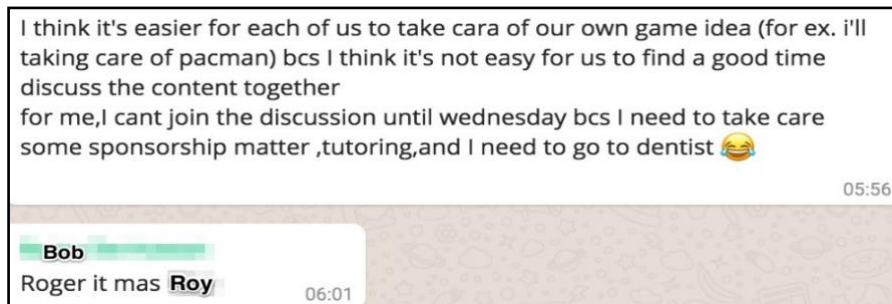 I think it's easier for each of us to take cara of our own game idea (for ex. i'll
taking care of pacman) bcs I think it's not easy for us to find a good time
discuss the content together
for me,I cant join the discussion until wednesday bcs I need to take care
some sponsorship matter ,tutoring,and I need to go to dentist 😂
05:56
Bob
Roger it mas Roy
06:01